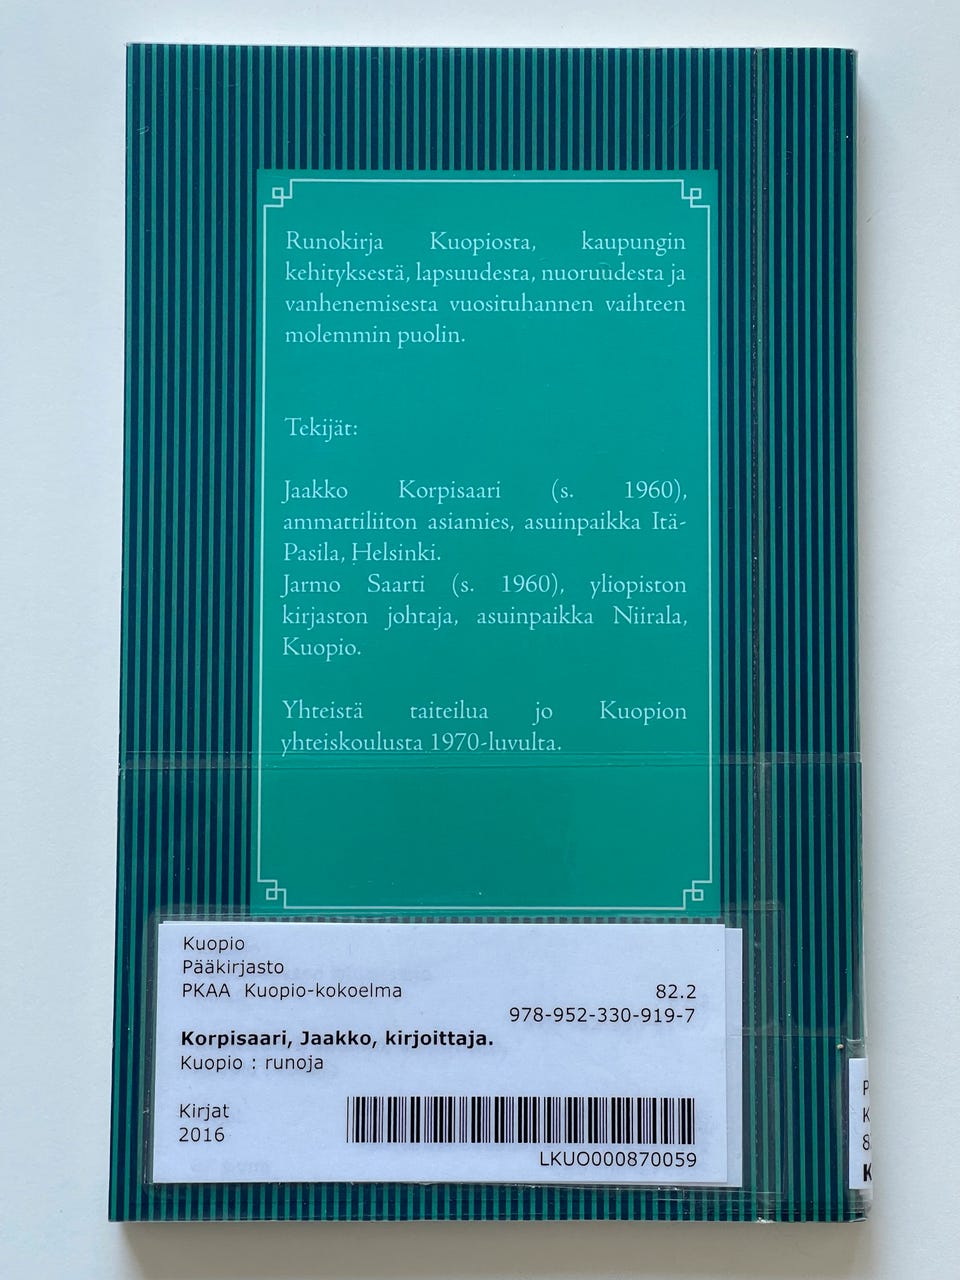 Runokirja Kuopiosta, kaupungin
kehityksestä, lapsuudesta, nuoruudesta ja
vanhenemisesta vuosituhannen vaihteen
molemmin puolin.
Tekijät:
Jaakko Korpisaari (s. 1960),
ammattiliiton asiamies, asuinpaikka Itä-
Pasila, Helsinki.
Jarmo Saarti (s. 1960), yliopiston
kirjaston johtaja, asuinpaikka Niirala,
Kuopio.
Yhteistä taiteilua jo Kuopion
yhteiskoulusta 1970-luvulta.
Kuopio
Pääkirjasto
PKAA Kuopio-kokoelma 82.2
978-952-330-919-7
Korpisaari, Jaakko, kirjoittaja.
Kuopio : runoja
Kirjat
2016
LKUO000870059